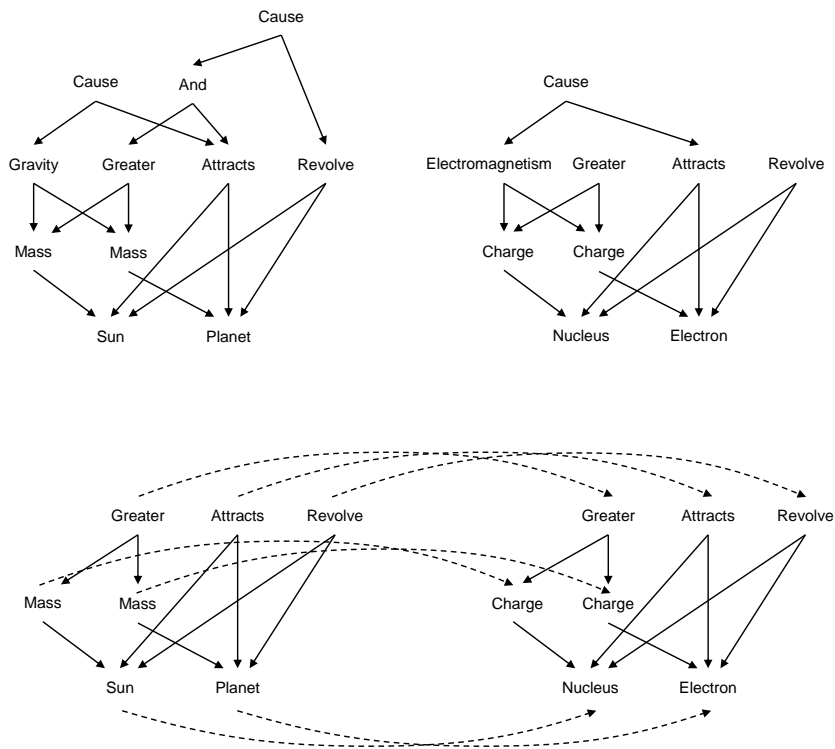 Cause
Cause And
Gravity Greater Attracts Revolve
Mass Mass
Sun Planet
Cause
Electromagnetism Greater Attracts Revolve
Charge Charge
Nucleus Electron
Greater Attracts Revolve
Mass Mass
Sun Planet
Greater Attracts Revolve
Charge Charge
Nucleus Electron